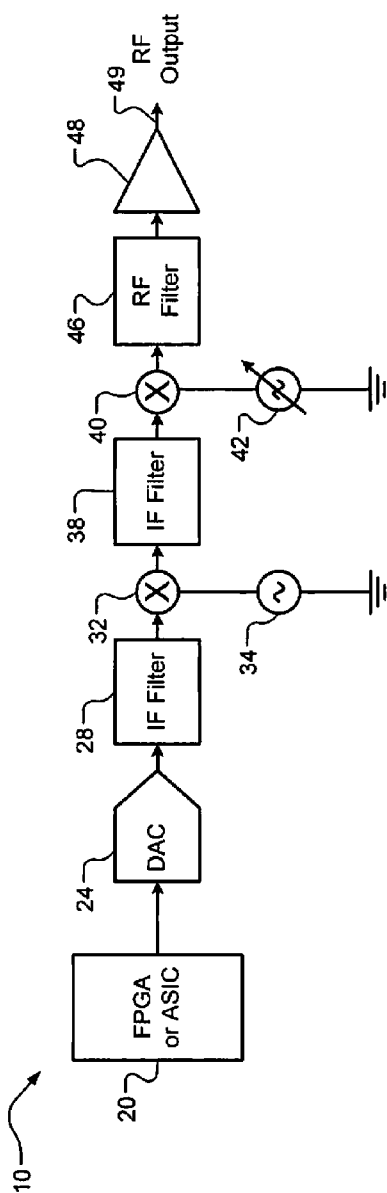 10
20
FPGA
or ASIC
24
DAC
28
IF Filter
32
X
34
~
38
IF Filter
40
X
42
~
46
RF
Filter
48
49
RF
Output